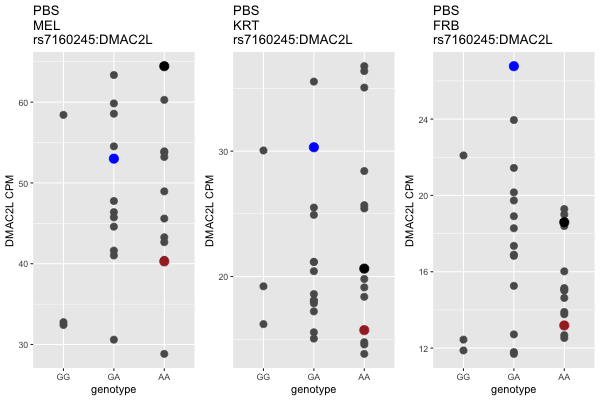 PBS
MEL
rs7160245:DMAC2L
DMAC2L CPM
60
50
40
30
GG
GA
AA
genotype
PBS
KRT
rs7160245:DMAC2L
DMAC2L CPM
30
20
GG
GA
AA
genotype
PBS
FRB
rs7160245:DMAC2L
DMAC2L CPM
24
20
16
12
GG
GA
AA
genotype